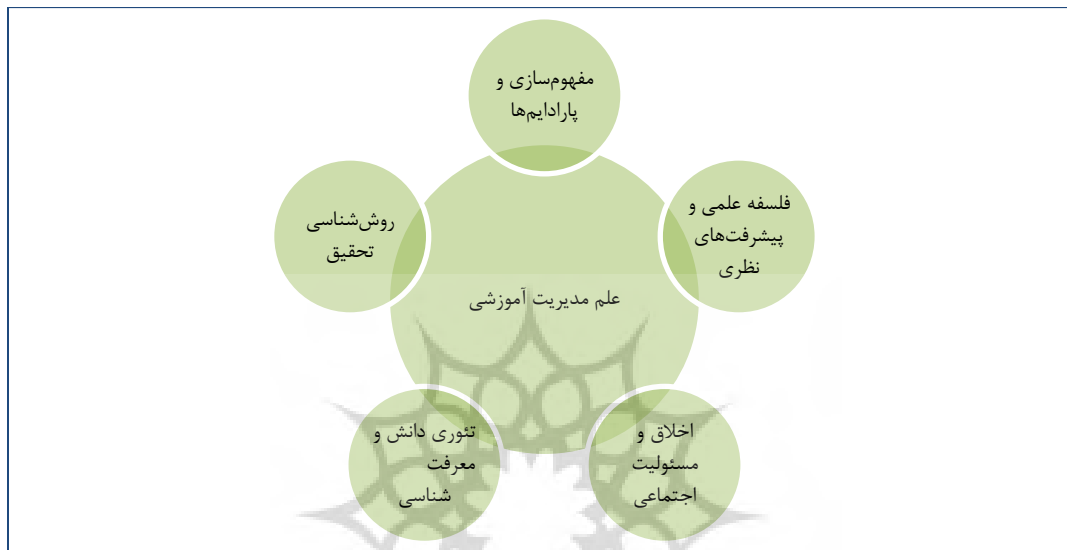 مفهوم‌سازی و
پارادایم‌ها
فلسفه علمی و
پیشرفت‌های
نظری
روش‌شناسی
تحقیق
علم مدیریت آموزشی
اخلاق و
مسئولیت
اجتماعی
تئوری دانش و
معرفت
شناسی